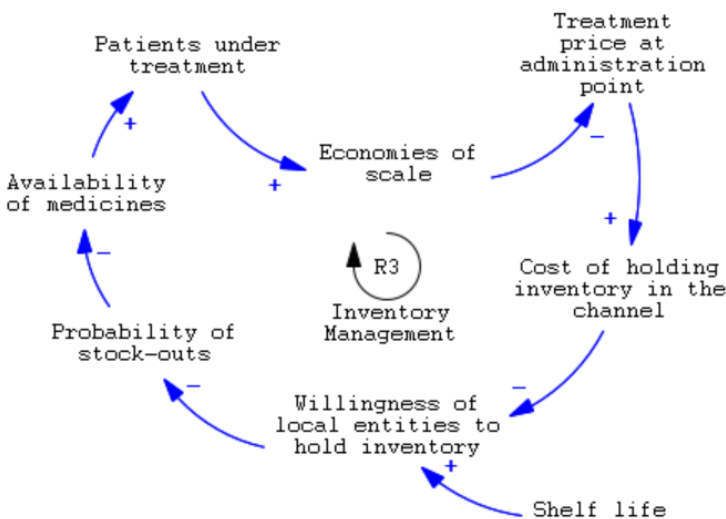 Patients under
treatment
+
Economies of
scale
+
Treatment
price at
administration
point
−
Cost of holding
inventory in the
channel
+
Willingness of
local entities to
hold inventory
−
Shelf life
+
Probability of
stock-outs
−
Availability
of medicines
−
R3
Inventory
Management